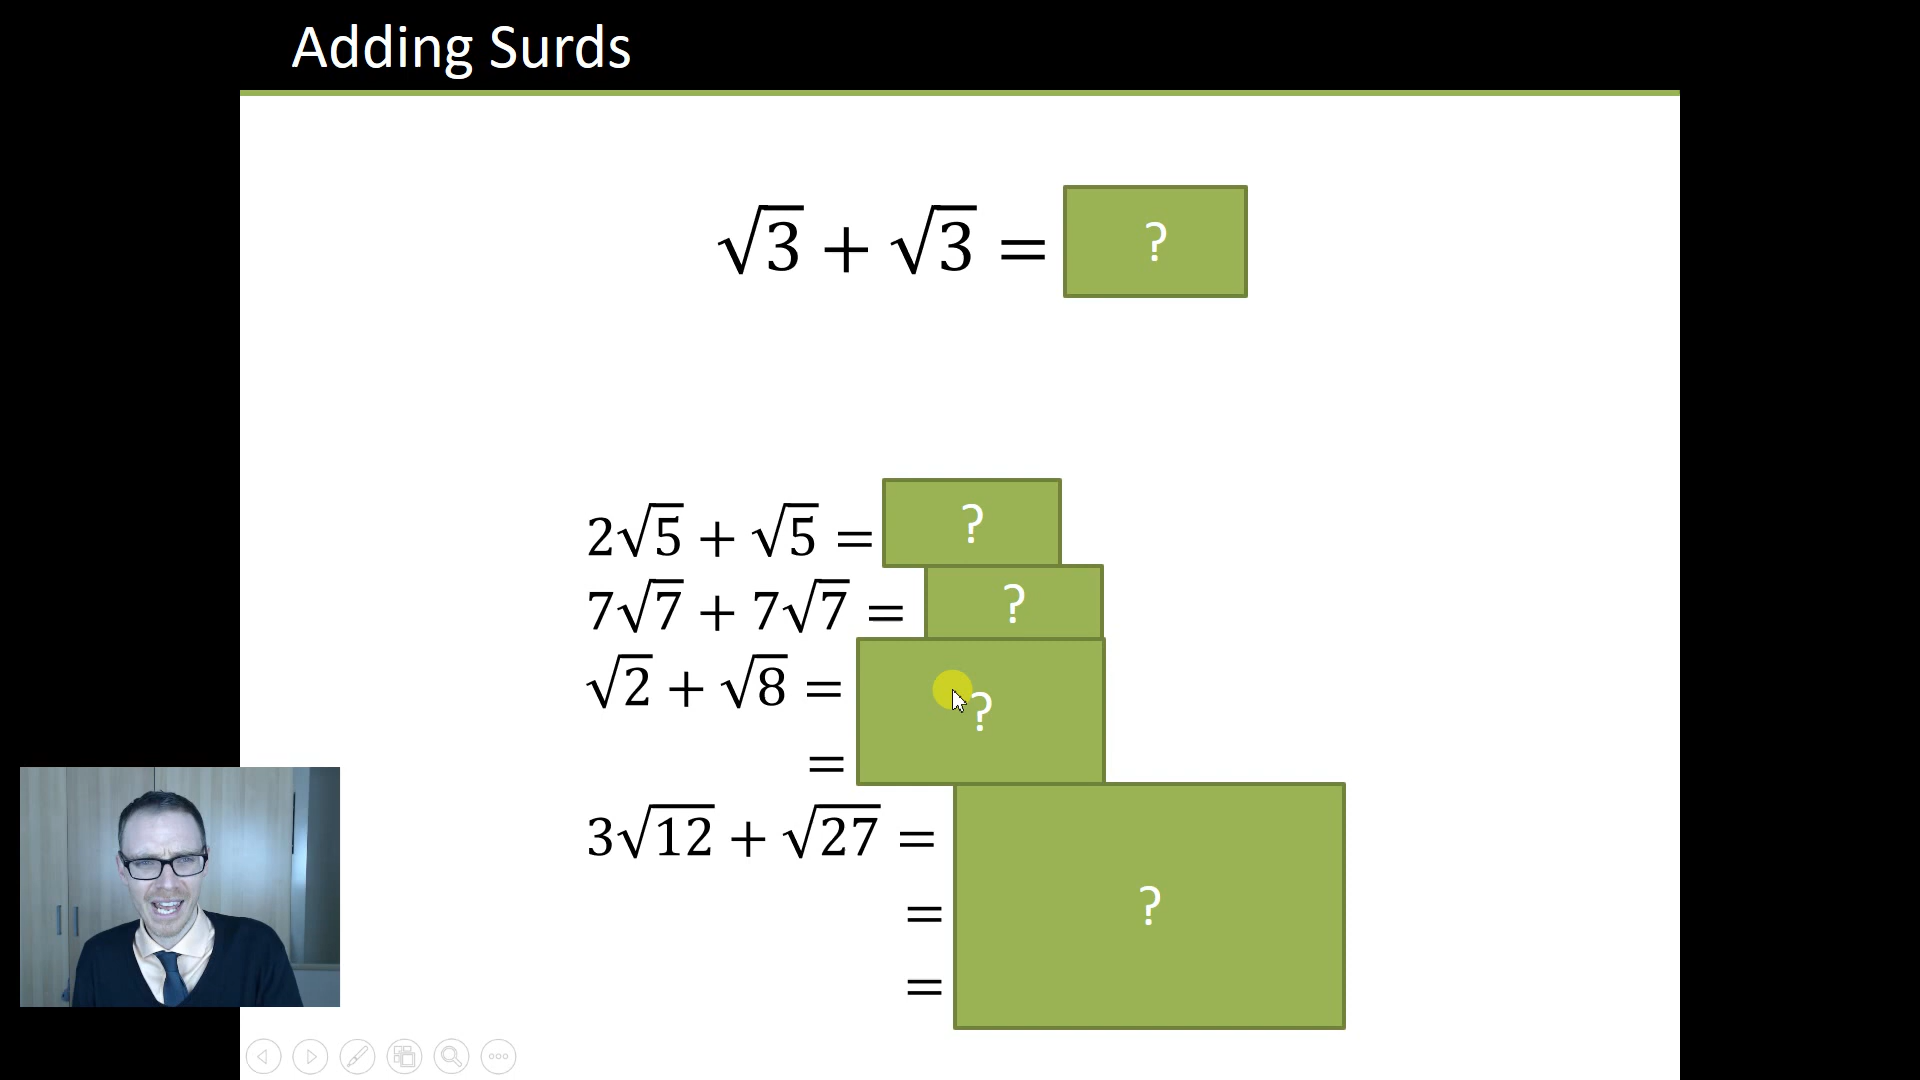 Adding Surds
√3 + √3 = ?
2√5 + √5 = ?
7√7 + 7√7 = ?
√2 + √8 = ?
=
3√12 + √27 =
= ?
=